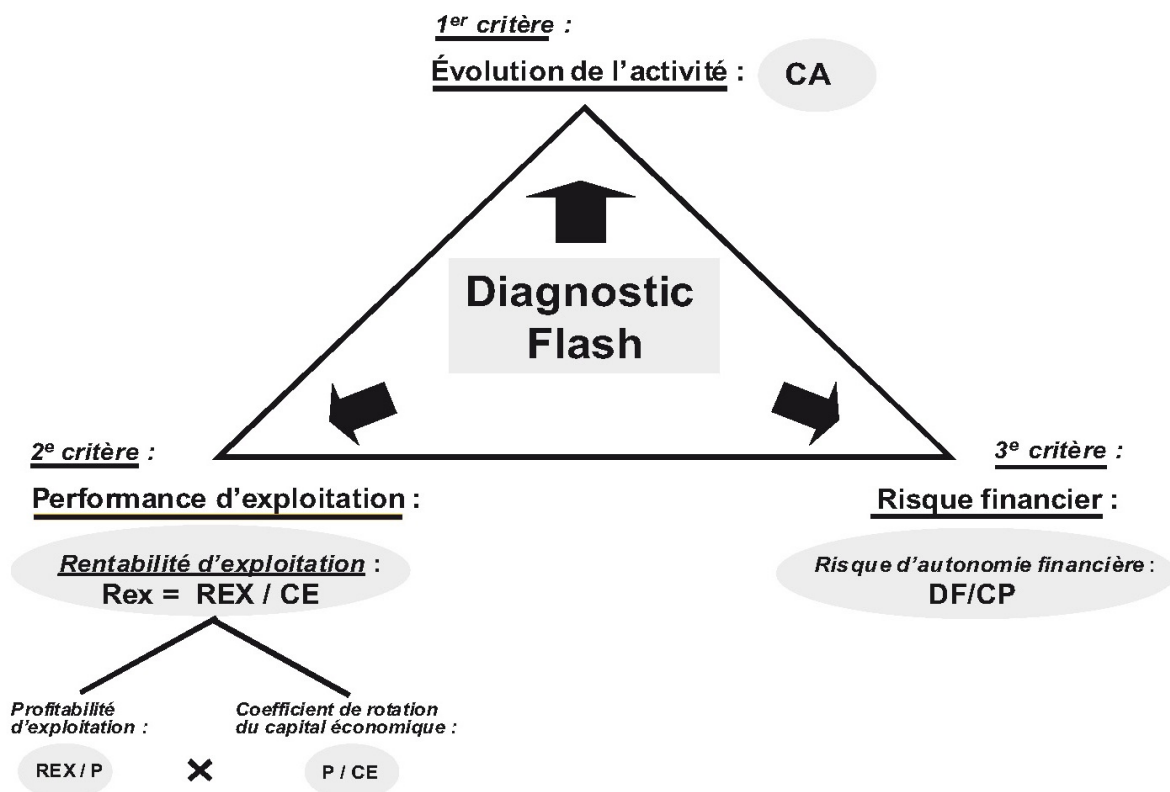 1er critère :
Évolution de l'activité :
CA
Diagnostic
Flash
2e critère :
Performance d'exploitation :
Rentabilité d'exploitation :
Rex = REX / CE
Profitabilité
d'exploitation :
REX / P
×
Coefficient de rotation
du capital économique :
P / CE
3e critère :
Risque financier :
Risque d'autonomie financière :
DF/CP